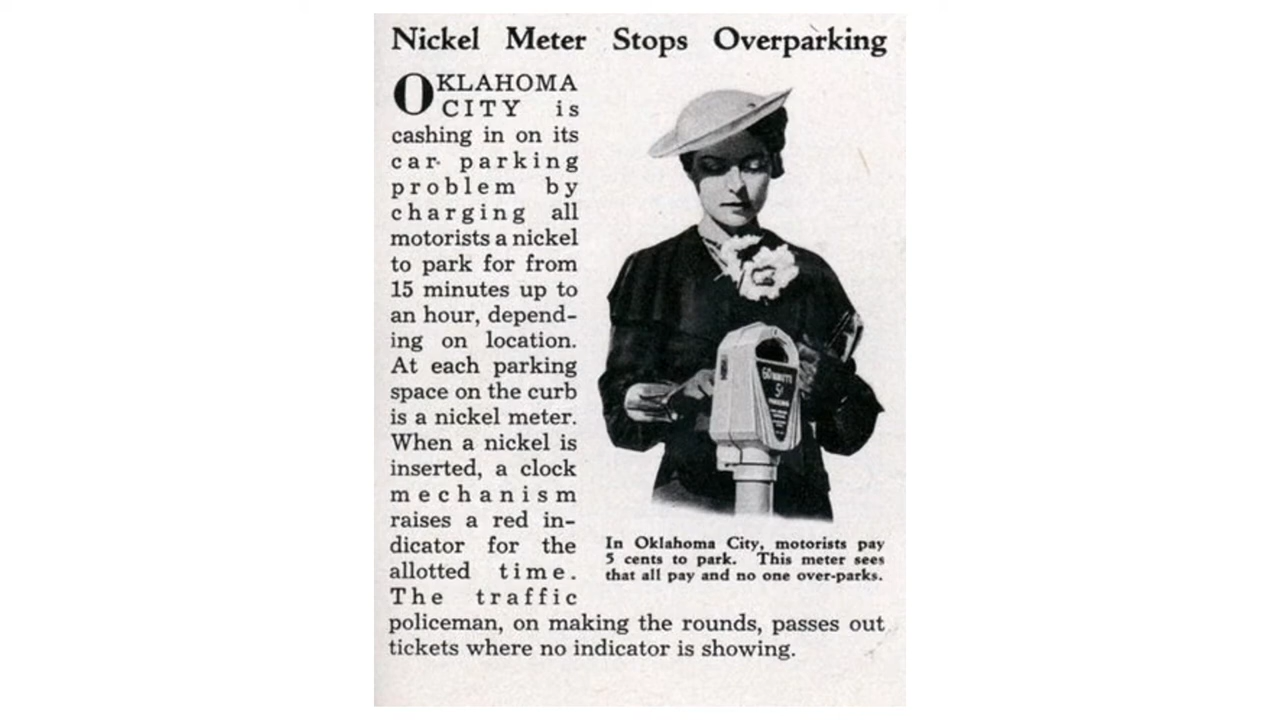 Nickel Meter Stops Overparking
OKLAHOMA
CITY is
cashing in on its
car parking
problem by
charging all
motorists a nickel
to park for from
15 minutes up to
an hour, depend-
ing on location.
At each parking
space on the curb
is a nickel meter.
When a nickel is
inserted, a clock
mechanism
raises a red in-
dicator for the
allotted time.
The traffic
policeman, on making the rounds, passes out
tickets where no indicator is showing.
5¢
In Oklahoma City, motorists pay
5 cents to park. This meter sees
that all pay and no one over-parks.